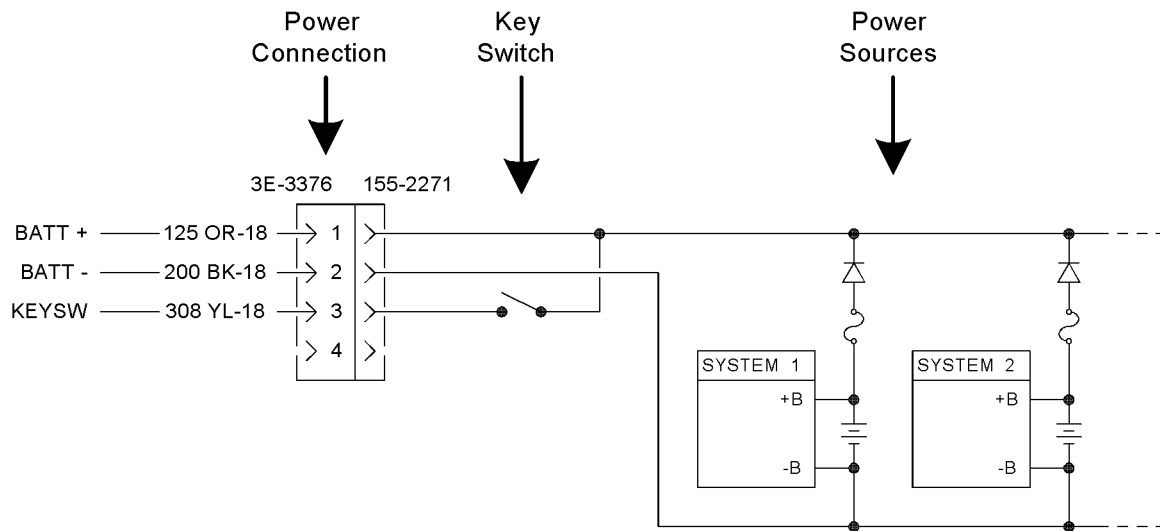 Power
Connection
Key
Switch
Power
Sources
3E-3376 155-2271
BATT + 125 OR-18 1
BATT - 200 BK-18 2
KEYSW 308 YL-18 3
4
SYSTEM 1
+B
-B
SYSTEM 2
+B
-B